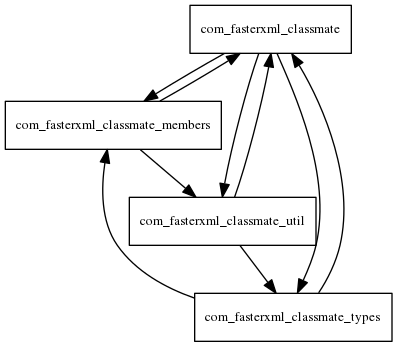 com_fasterxml_classmate
com_fasterxml_classmate_members
com_fasterxml_classmate_util
com_fasterxml_classmate_types